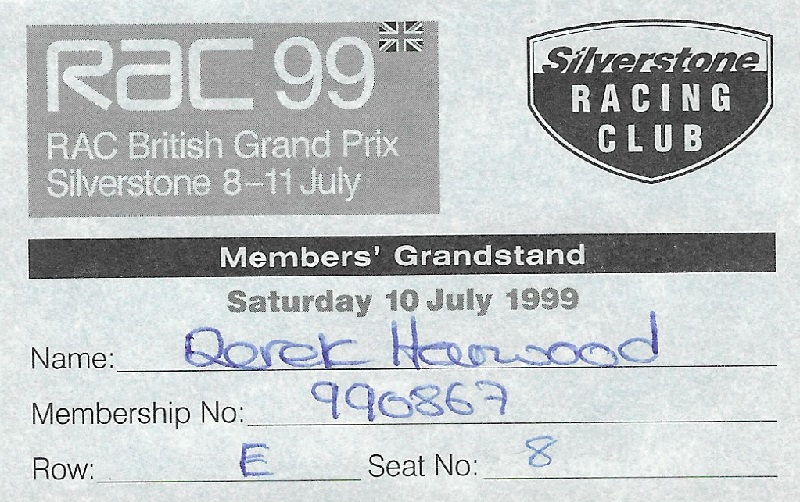 RAC 99
RAC British Grand Prix
Silverstone 8–11 July
Silverstone
RACING
CLUB
Members' Grandstand
Saturday 10 July 1999
Name: Derek Harwood
Membership No: 990867
Row: E Seat No: 8